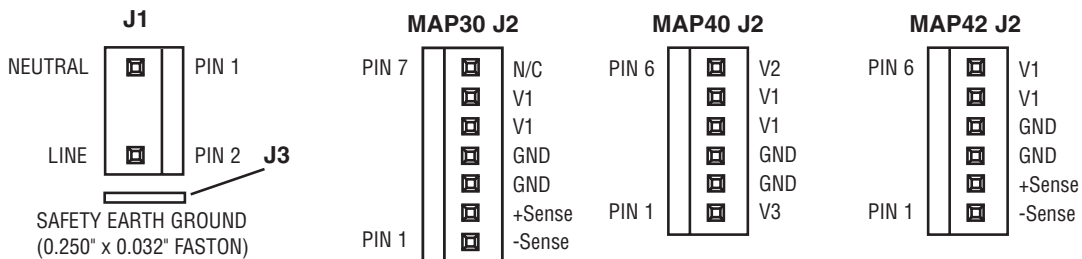 J1
NEUTRAL
PIN 1
LINE
PIN 2
J3
SAFETY EARTH GROUND
(0.250" x 0.032" FASTON)
MAP30 J2
PIN 7
N/C
V1
V1
GND
GND
+Sense
PIN 1
-Sense
MAP40 J2
PIN 6
V2
V1
V1
GND
GND
PIN 1
V3
MAP42 J2
PIN 6
V1
V1
GND
GND
+Sense
PIN 1
-Sense